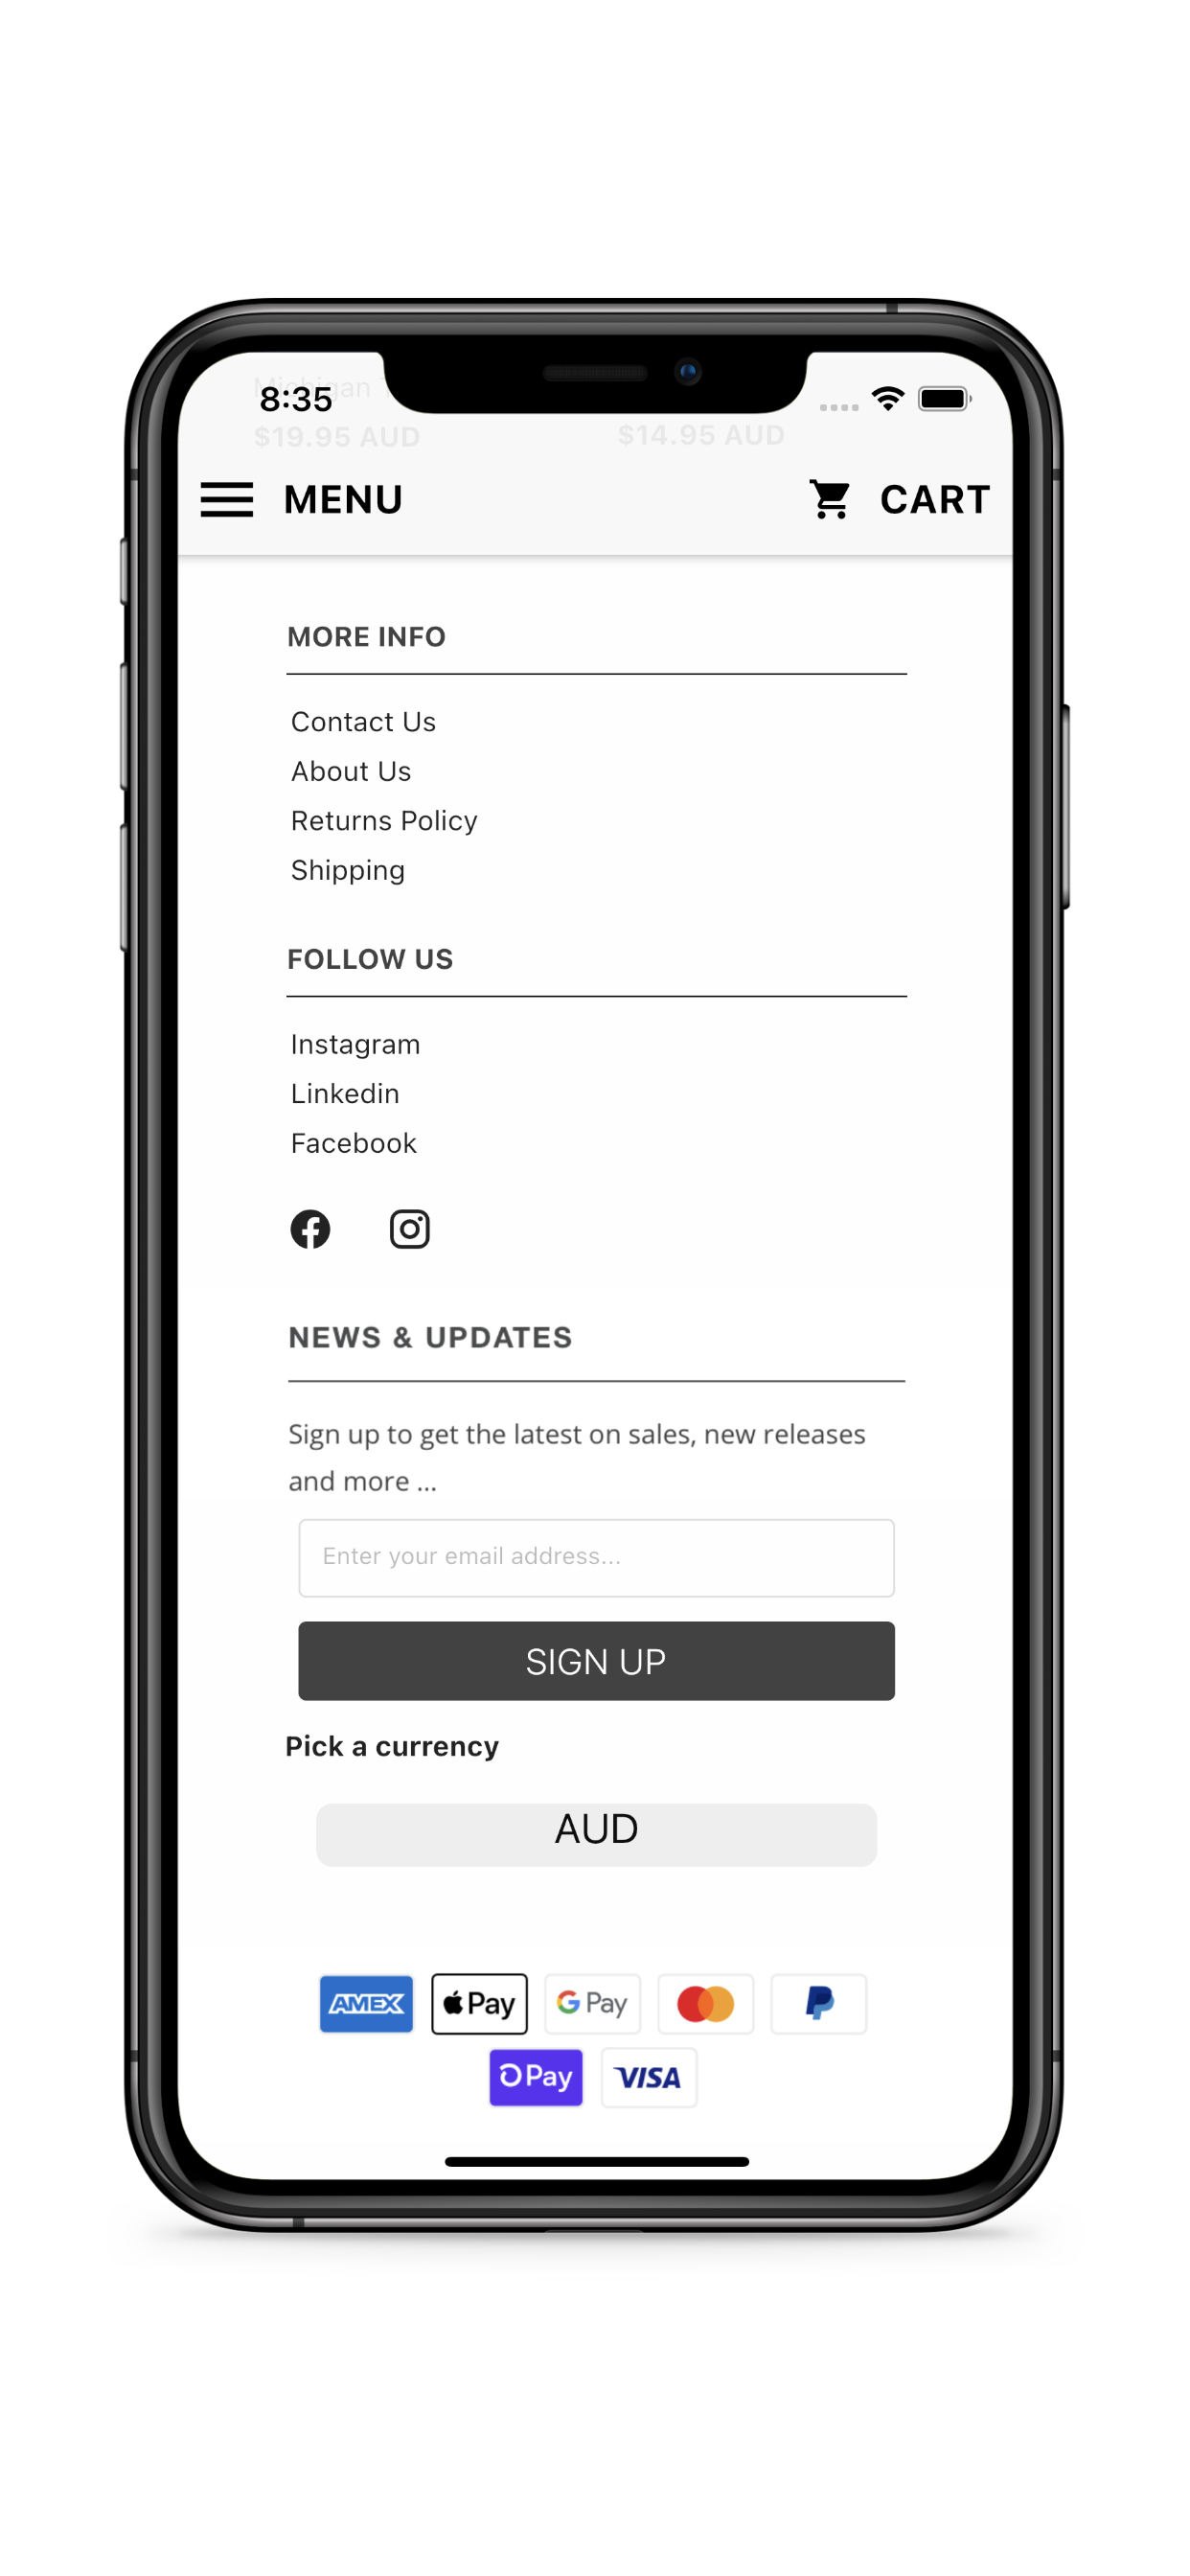 Michigan
8:35
$19.95 AUD $14.95 AUD
MENU CART
MORE INFO
Contact Us
About Us
Returns Policy
Shipping
FOLLOW US
Instagram
Linkedin
Facebook
NEWS & UPDATES
Sign up to get the latest on sales, new releases
and more ...
Enter your email address...
SIGN UP
Pick a currency
AUD
AMEX Pay G Pay
Pay VISA